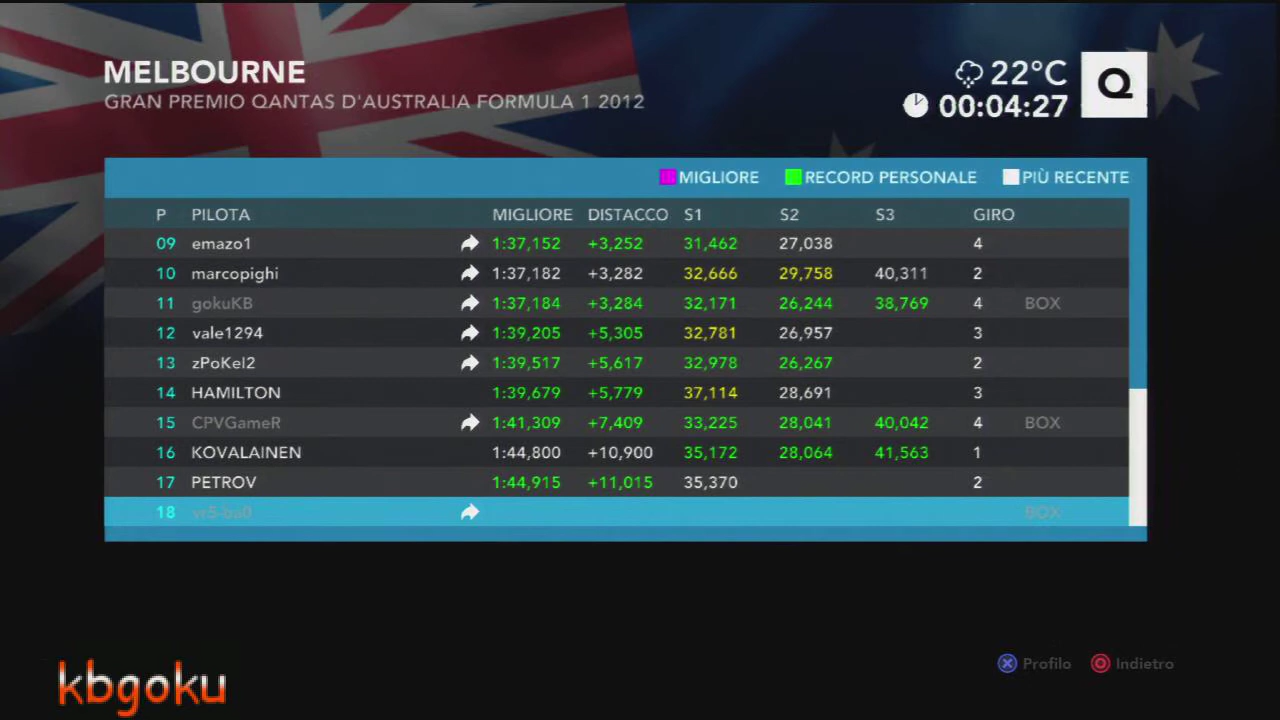 MELBOURNE
GRAN PREMIO QANTAS D'AUSTRALIA FORMULA 1 2012
22°C
00:04:27
Q
MIGLIORE RECORD PERSONALE PIÙ RECENTE
P PILOTA MIGLIORE DISTACCO S1 S2 S3 GIRO
09 emazo1 1:37,152 +3,252 31,462 27,038 4
10 marcopighi 1:37,182 +3,282 32,666 29,758 40,311 2
11 gokuKB 1:37,184 +3,284 32,171 26,244 38,769 4 BOX
12 vale1294 1:39,205 +5,305 32,781 26,957 3
13 zPoKel2 1:39,517 +5,617 32,978 26,267 2
14 HAMILTON 1:39,679 +5,779 37,114 28,691 3
15 CPVGameR 1:41,309 +7,409 33,225 28,041 40,042 4 BOX
16 KOVALAINEN 1:44,800 +10,900 35,172 28,064 41,563 1
17 PETROV 1:44,915 +11,015 35,370 2
18 BOX
Profilo Indietro
kbgoku